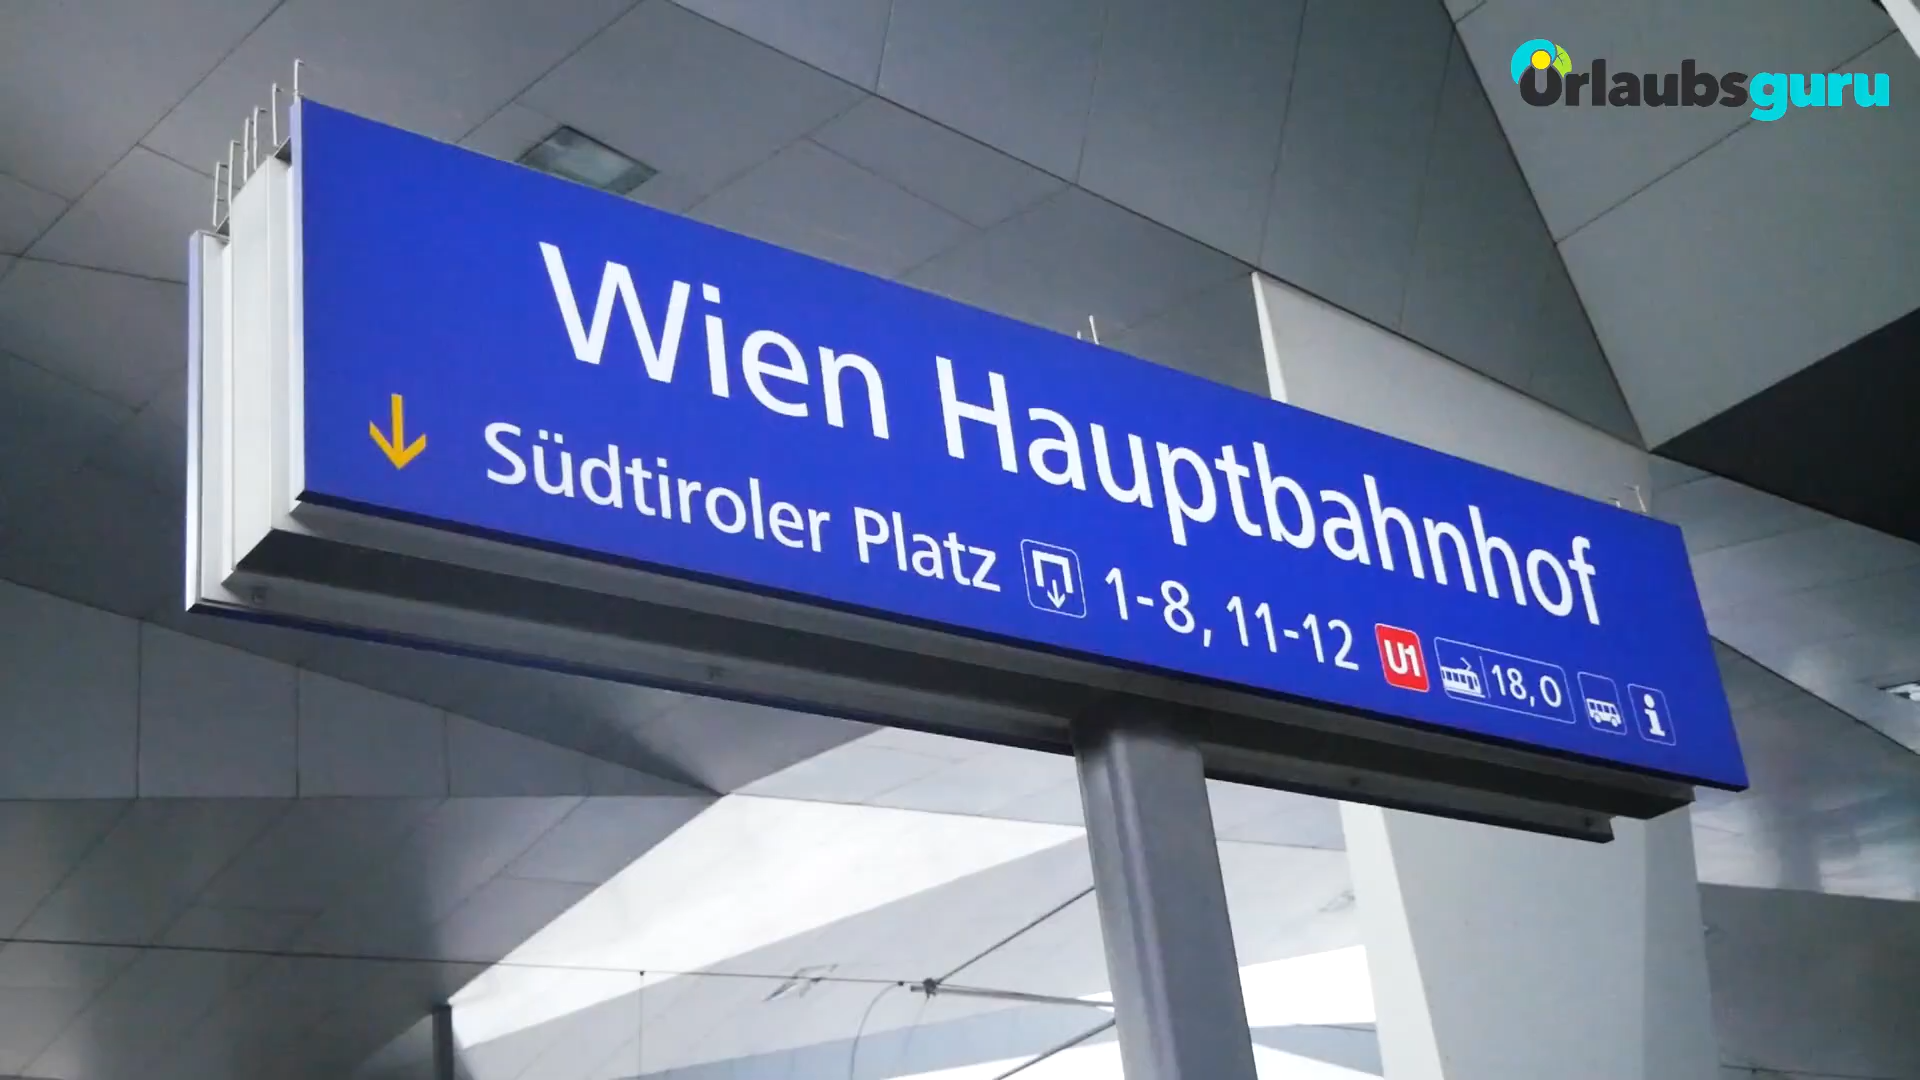 Urlaubsguru
Wien Hauptbahnhof
Südtiroler Platz 1-8, 11-12 U1 18, O i